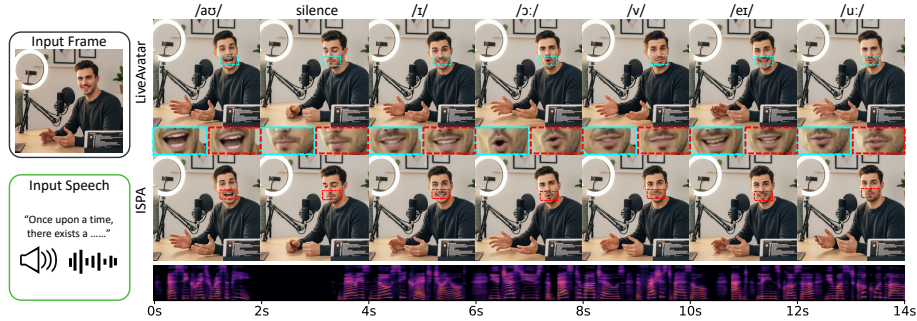 /aʊ/ silence /ɪ/ /ɔː/ /v/ /eɪ/ /uː/
Input Frame
LiveAvatar
Input Speech
“Once upon a time,
there exists a ......”
ISPA
0s 2s 4s 6s 8s 10s 12s 14s